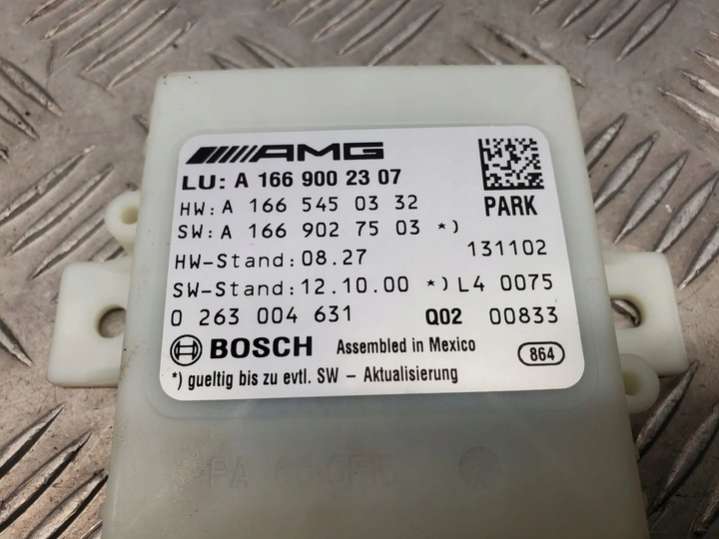 AMG
LU: A 166 900 23 07
HW: A 166 545 03 32 PARK
SW: A 166 902 75 03 *)
HW-Stand: 08.27 131102
SW-Stand: 12.10.00 *) L4 0075
0 263 004 631 Q02 00833
BOSCH Assembled in Mexico 864
*) gueltig bis zu evtl. SW - Aktualisierung